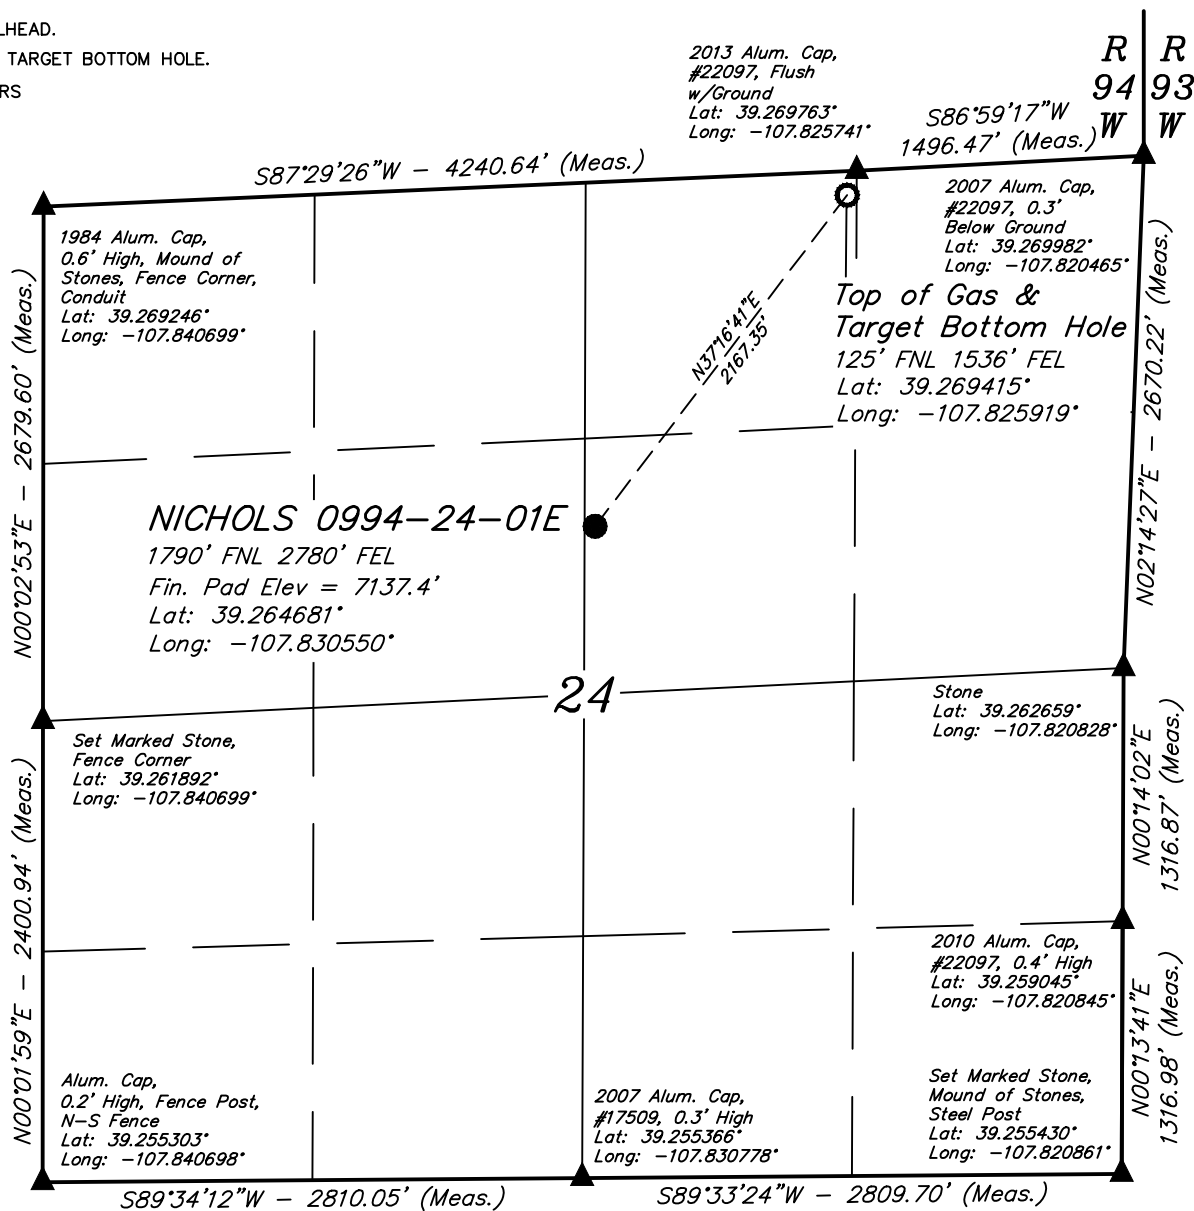 LHEAD.
TARGET BOTTOM HOLE.
RS
2013 Alum. Cap,
#22097, Flush
w/Ground
Lat: 39.269763°
Long: -107.825741°
R R
94 93
W W
S86°59'17"W
1496.47' (Meas.)
S87°29'26"W - 4240.64' (Meas.)
2007 Alum. Cap,
#22097, 0.3'
Below Ground
Lat: 39.269982°
Long: -107.820465°
1984 Alum. Cap,
0.6' High, Mound of
Stones, Fence Corner,
Conduit
Lat: 39.269246°
Long: -107.840699°
N00°02'53"E - 2679.60' (Meas.)
N37°16'41"E
2167.35'
Top of Gas &
Target Bottom Hole
125' FNL 1536' FEL
Lat: 39.269415°
Long: -107.825919°
N02°14'27"E - 2670.22' (Meas.)
NICHOLS 0994-24-01E
1790' FNL 2780' FEL
Fin. Pad Elev = 7137.4'
Lat: 39.264681°
Long: -107.830550°
24
Stone
Lat: 39.262659°
Long: -107.820828°
Set Marked Stone,
Fence Corner
Lat: 39.261892°
Long: -107.840699°
N00°14'02"E
1316.87' (Meas.)
N00°01'59"E - 2400.94' (Meas.)
2010 Alum. Cap,
#22097, 0.4' High
Lat: 39.259045°
Long: -107.820845°
N00°13'41"E
1316.98' (Meas.)
Alum. Cap,
0.2' High, Fence Post,
N-S Fence
Lat: 39.255303°
Long: -107.840698°
2007 Alum. Cap,
#17509, 0.3' High
Lat: 39.255366°
Long: -107.830778°
Set Marked Stone,
Mound of Stones,
Steel Post
Lat: 39.255430°
Long: -107.820861°
S89°34'12"W - 2810.05' (Meas.)
S89°33'24"W - 2809.70' (Meas.)